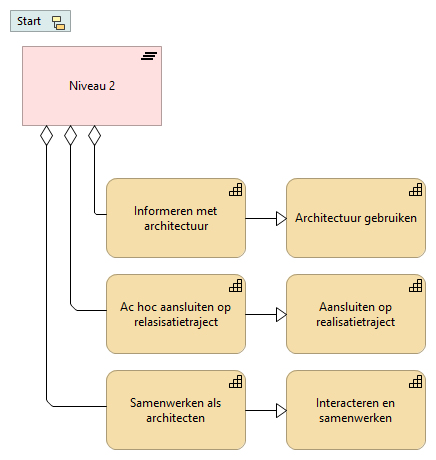 Start
Niveau 2
Informeren met
architectuur
Architectuur gebruiken
Ac hoc aansluiten op
relasisatietraject
Aansluiten op
realisatietraject
Samenwerken als
architecten
Interacteren en
samenwerken